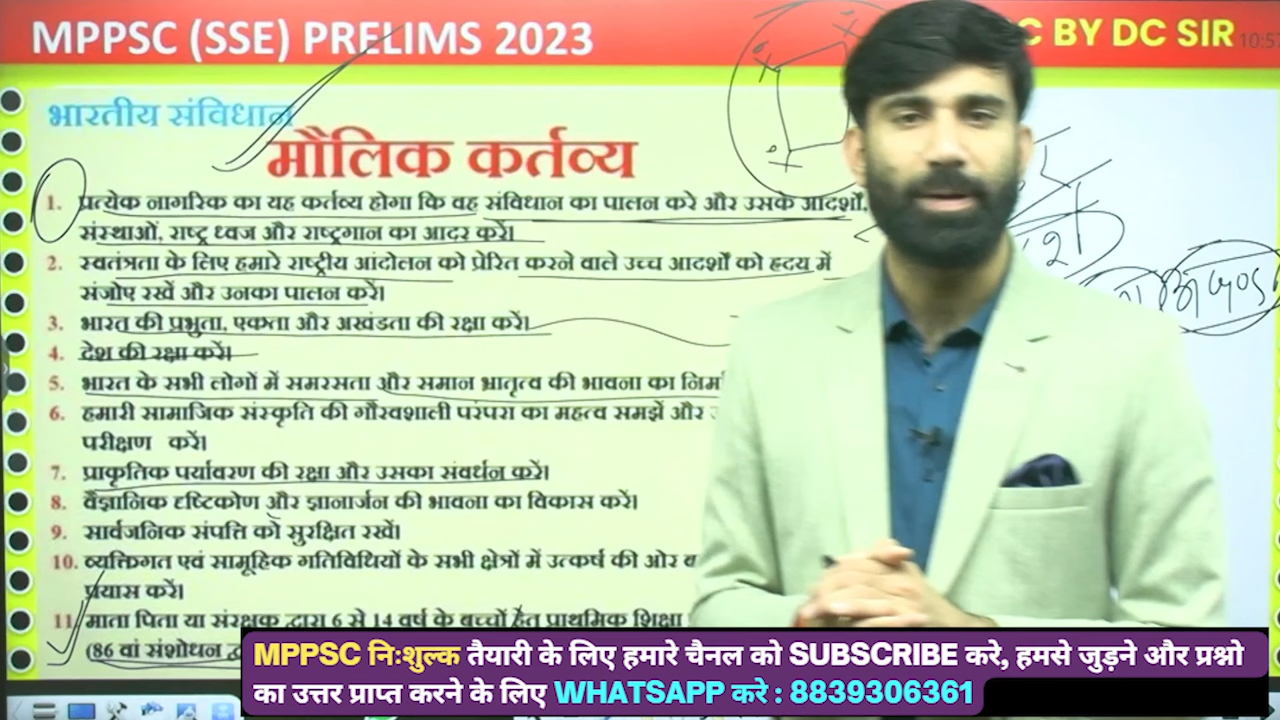 MPPSC (SSE) PRELIMS 2023
C BY DC SIR
भारतीय संविधान
मौलिक कर्तव्य
1. प्रत्येक नागरिक का यह कर्तव्य होगा कि वह संविधान का पालन करे और उसके आदर्शों,
संस्थाओं, राष्ट्र ध्वज और राष्ट्रगान का आदर करें।
2. स्वतंत्रता के लिए हमारे राष्ट्रीय आंदोलन को प्रेरित करने वाले उच्च आदर्शों को हृदय में
संजोए रखें और उनका पालन करें।
3. भारत की प्रभुता, एकता और अखंडता की रक्षा करें।
4. देश की रक्षा करें।
5. भारत के सभी लोगों में समरसता और समान भ्रातृत्व की भावना का
6. हमारी सामाजिक संस्कृति की गौरवशाली परंपरा का महत्व समझें और
परीक्षण करें।
7. प्राकृतिक पर्यावरण की रक्षा और उसका संवर्धन करें।
8. वैज्ञानिक दृष्टिकोण और ज्ञानार्जन की भावना का विकास करें।
9. सार्वजनिक संपत्ति को सुरक्षित रखें।
10. व्यक्तिगत एवं सामूहिक गतिविधियों के सभी क्षेत्रों में उत्कर्ष की ओर
प्रयास करें।
11. माता पिता या संरक्षक द्वारा 6 से 14 वर्ष के बच्चों हेतु प्राथमिक शिक्षा
(86 वां संशोधन
MPPSC निःशुल्क तैयारी के लिए हमारे चैनल को SUBSCRIBE करे, हमसे जुड़ने और प्रश्नो
का उत्तर प्राप्त करने के लिए WHATSAPP करे : 8839306361